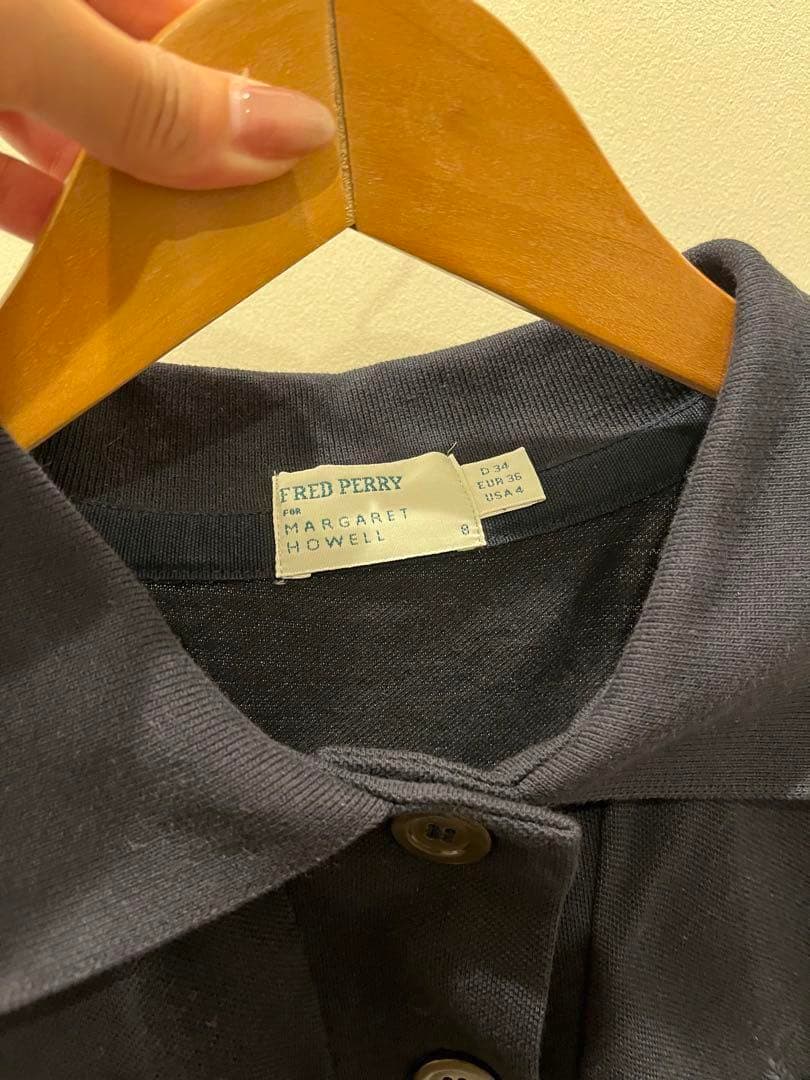 FRED PERRY
FOR
MARGARET
HOWELL
8
D 34
EUR 36
USA 4